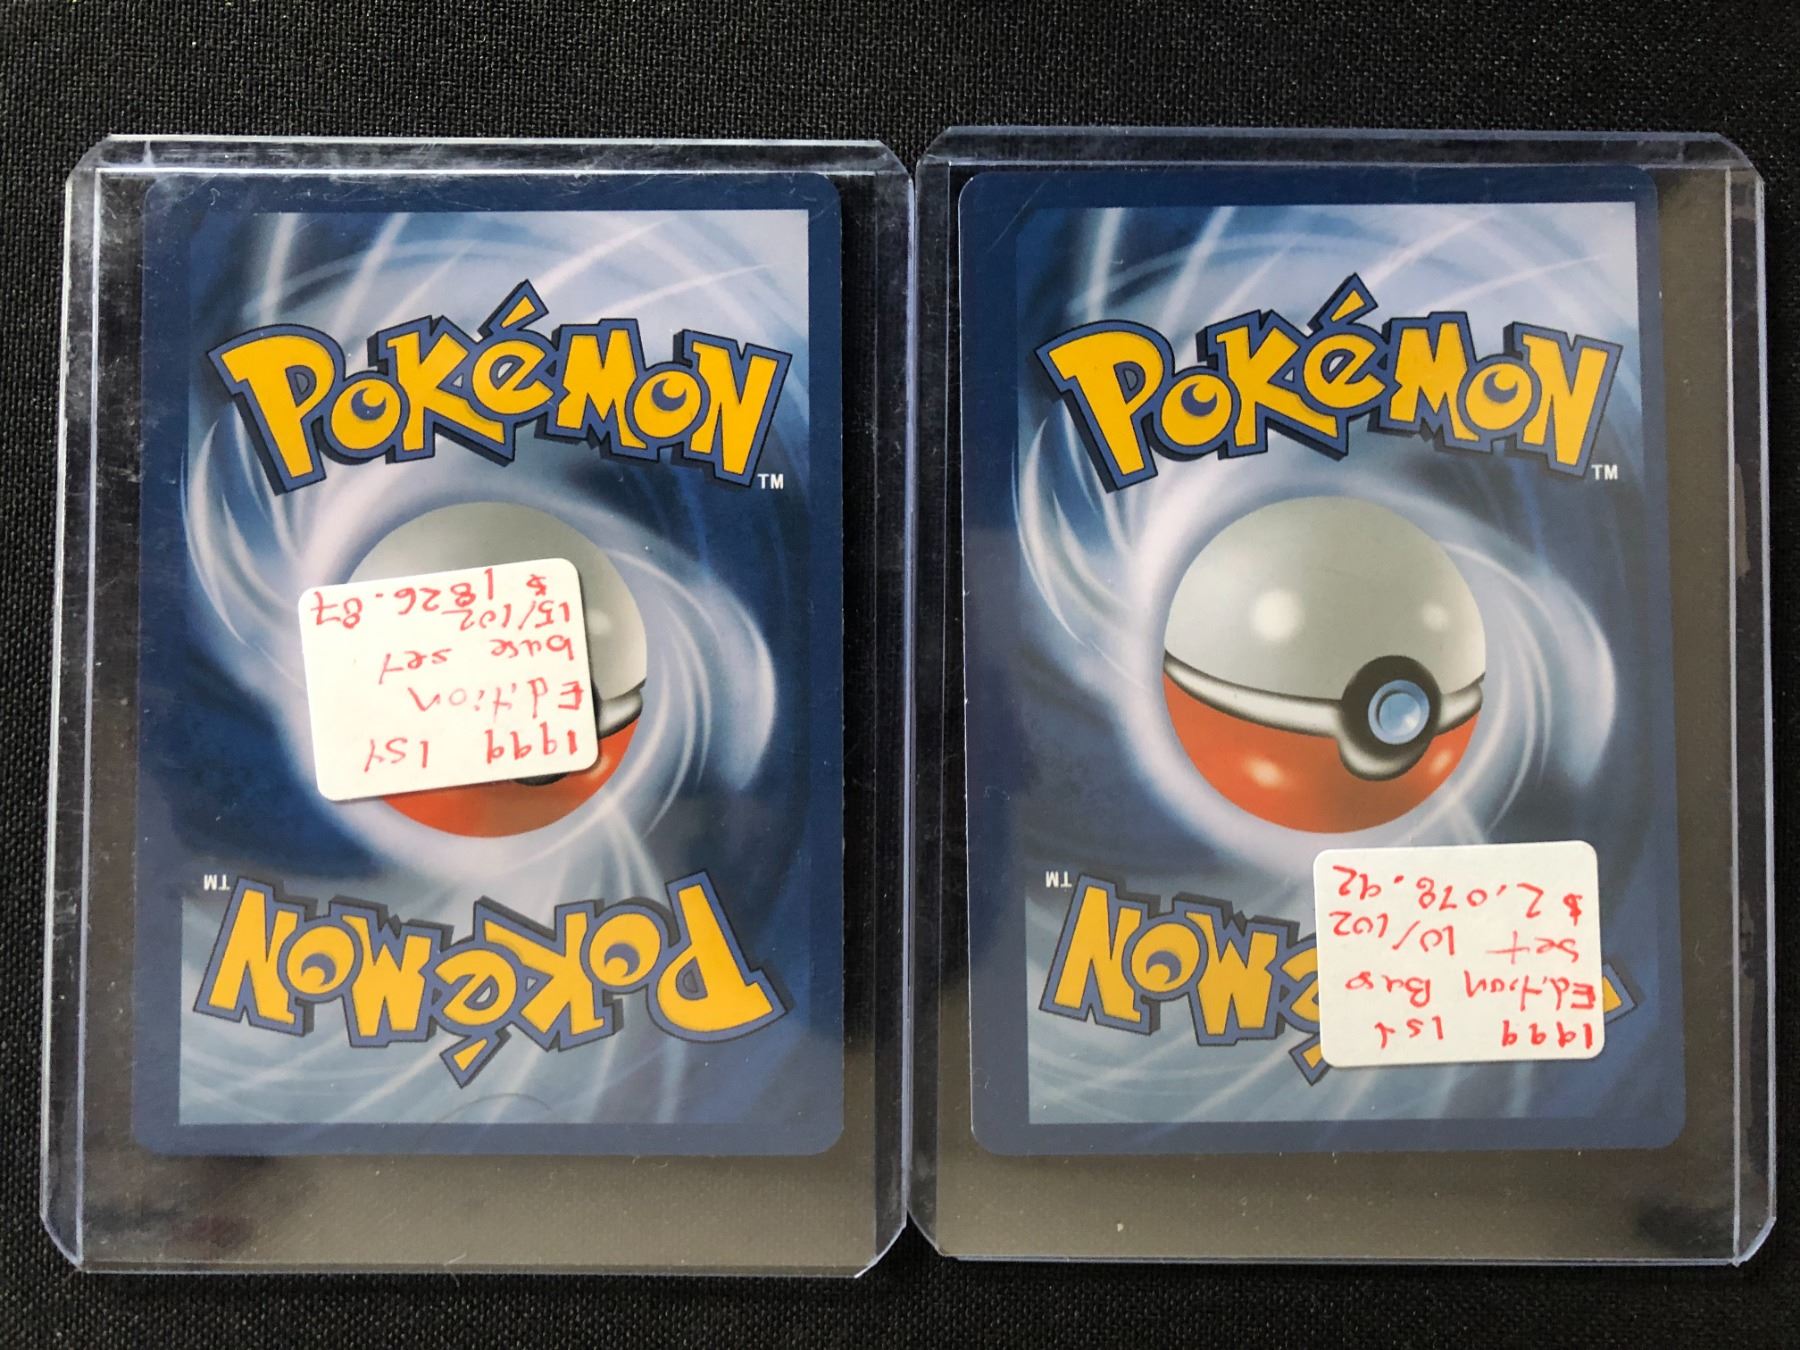 POKéMON
TM
1999 1st
Edition
base set
15/102
$ 1826.87
POKéMON
TM
POKéMON
TM
1999 1st
Edition Base
Set 10/102
$ 2,078.92
POKéMON
TM